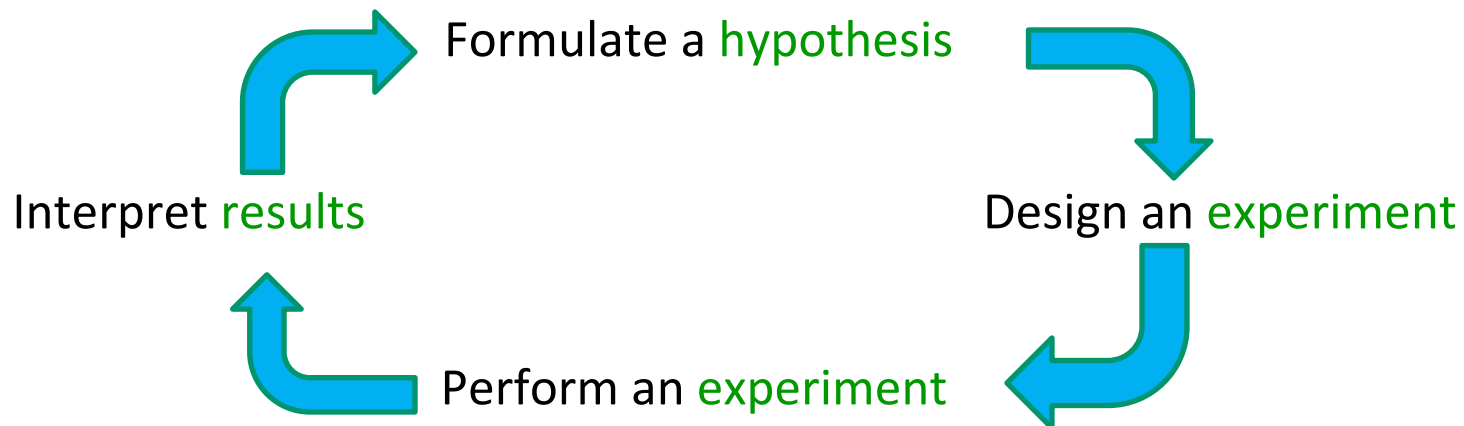 Formulate a hypothesis
Interpret results
Design an experiment
Perform an experiment